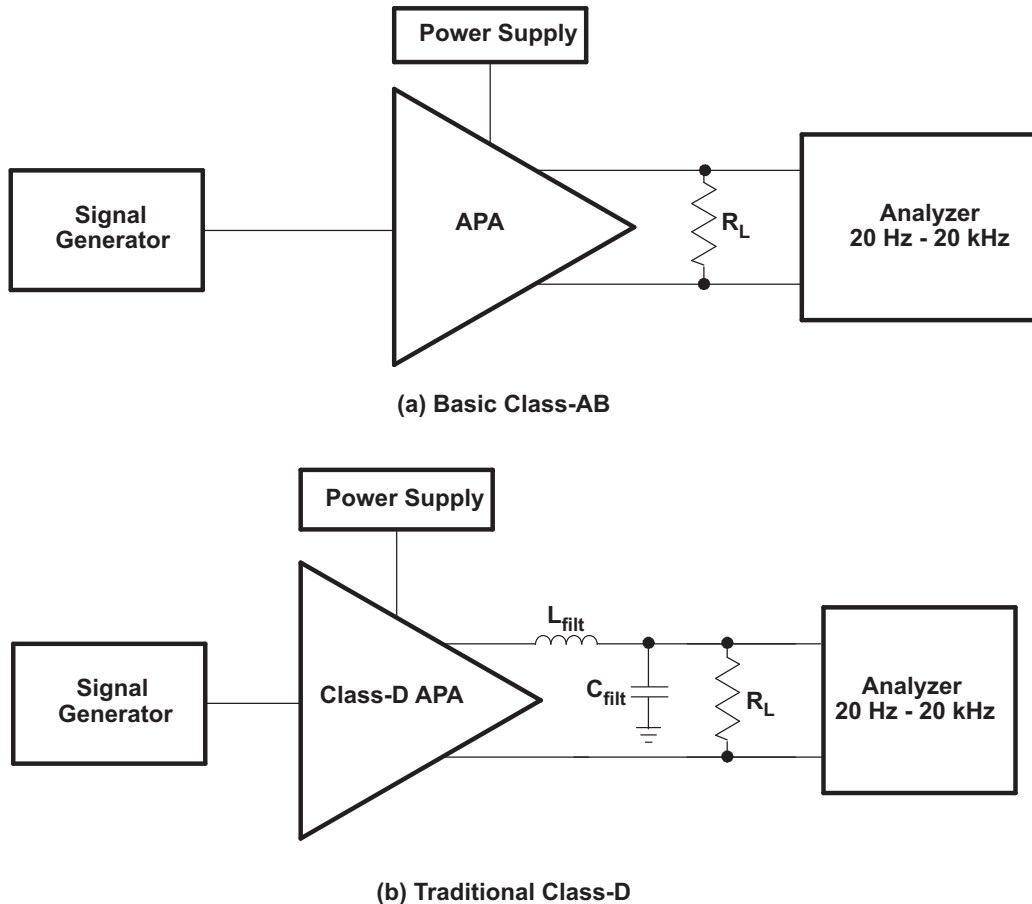 Power Supply
Signal
Generator
APA
R_L
Analyzer
20 Hz - 20 kHz
(a) Basic Class-AB
Power Supply
L_filt
Signal
Generator
Class-D APA
C_filt
R_L
Analyzer
20 Hz - 20 kHz
(b) Traditional Class-D